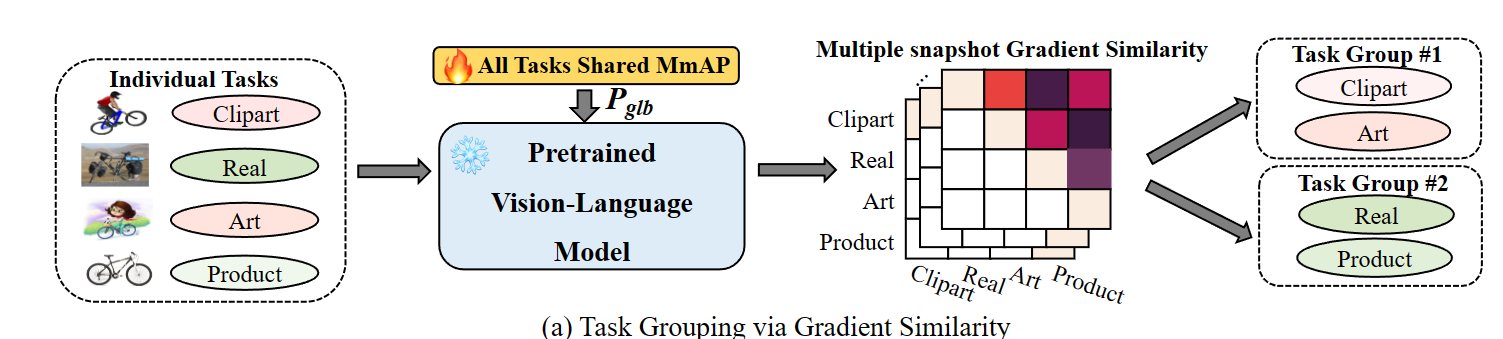 Individual Tasks
Clipart
Real
Art
Product
All Tasks Shared MmAP
P_glb
Pretrained
Vision-Language
Model
Multiple snapshot Gradient Similarity
...
Clipart
Real
Art
Product
Clipart
Real
Art
Product
Task Group #1
Clipart
Art
Task Group #2
Real
Product
(a) Task Grouping via Gradient Similarity